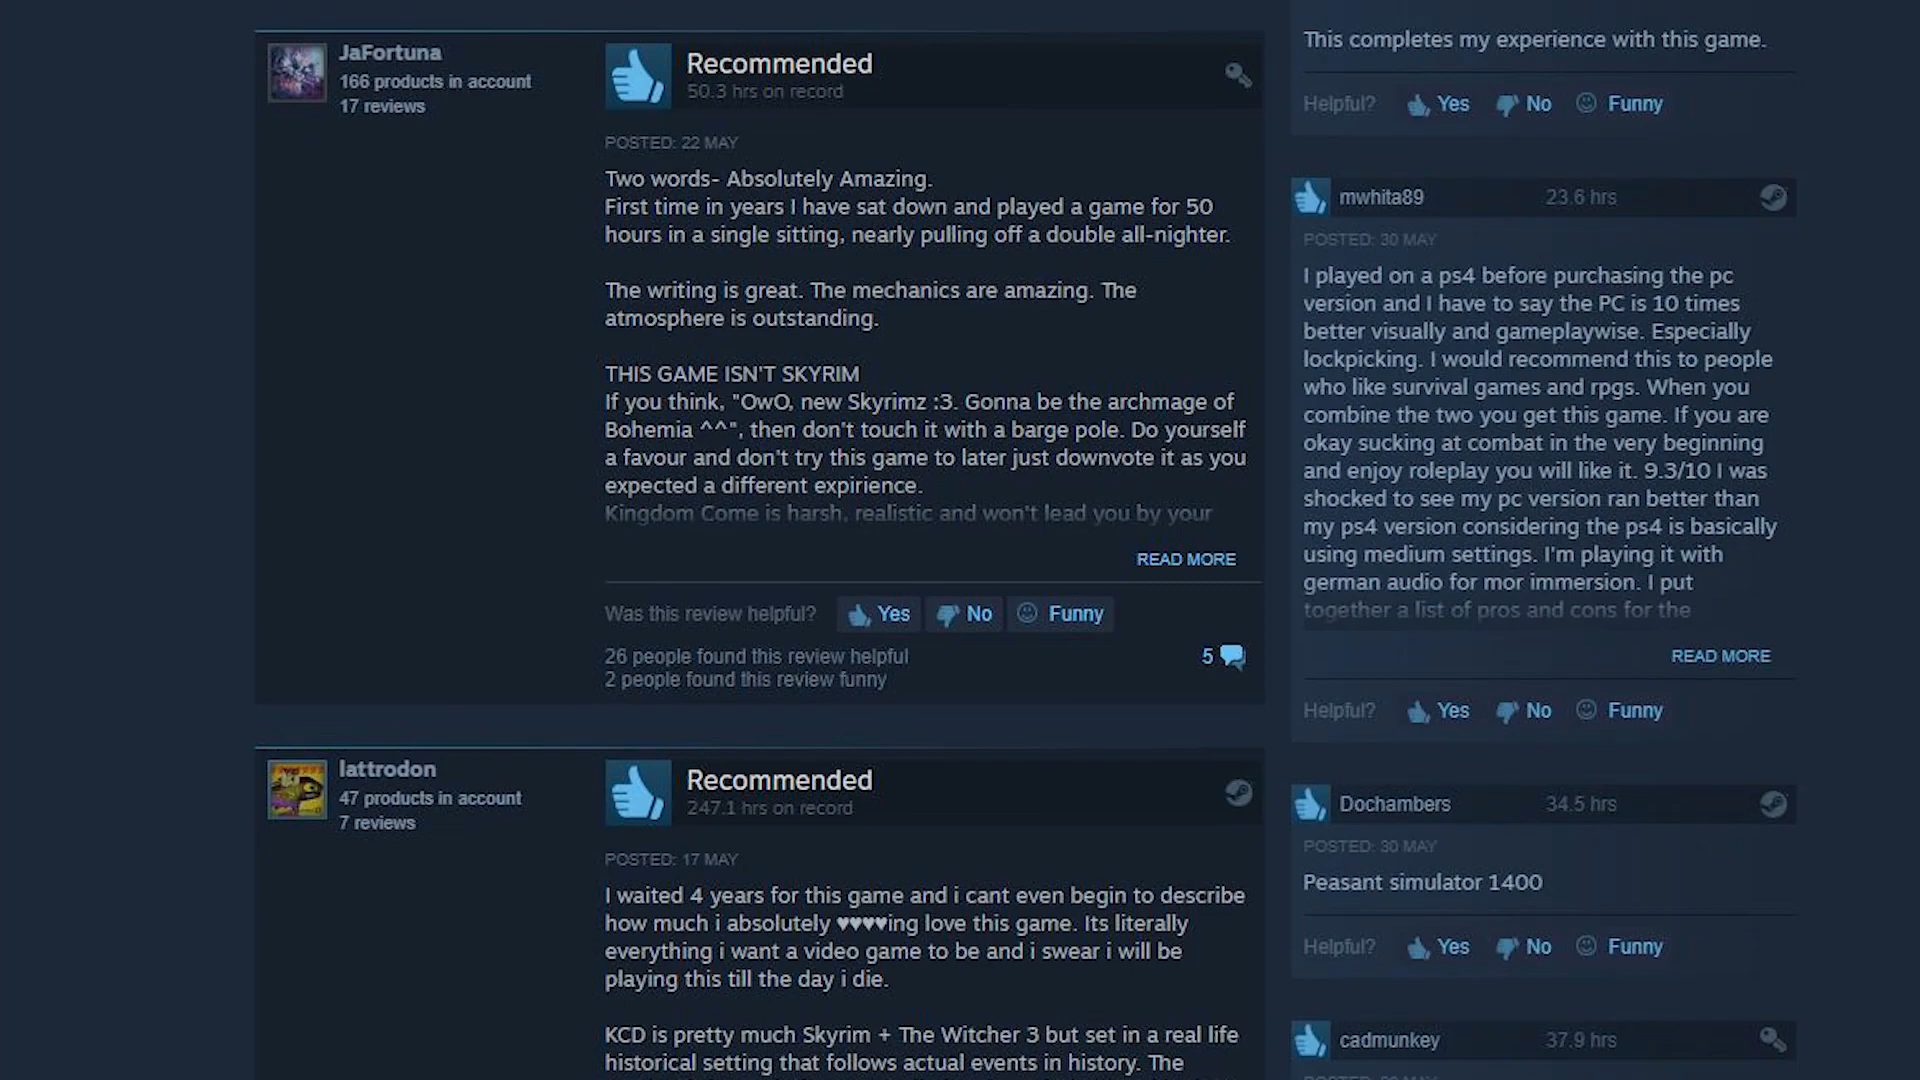 JaFortuna
166 products in account
17 reviews
Recommended
50.3 hrs on record
POSTED: 22 MAY
Two words- Absolutely Amazing.
First time in years I have sat down and played a game for 50
hours in a single sitting, nearly pulling off a double all-nighter.
The writing is great. The mechanics are amazing. The
atmosphere is outstanding.
THIS GAME ISN'T SKYRIM
If you think, "OwO, new Skyrimz :3. Gonna be the archmage of
Bohemia ^^", then don't touch it with a barge pole. Do yourself
a favour and don't try this game to later just downvote it as you
expected a different expirience.
Kingdom Come is harsh, realistic and won't lead you by your
READ MORE
Was this review helpful?
Yes
No
Funny
26 people found this review helpful
2 people found this review funny
5
lattrodon
47 products in account
7 reviews
Recommended
247.1 hrs on record
POSTED: 17 MAY
I waited 4 years for this game and i cant even begin to describe
how much i absolutely ♥♥♥♥ing love this game. Its literally
everything i want a video game to be and i swear i will be
playing this till the day i die.
KCD is pretty much Skyrim + The Witcher 3 but set in a real life
historical setting that follows actual events in history. The
This completes my experience with this game.
Helpful?
Yes
No
Funny
mwhita89
23.6 hrs
POSTED: 30 MAY
I played on a ps4 before purchasing the pc
version and I have to say the PC is 10 times
better visually and gameplaywise. Especially
lockpicking. I would recommend this to people
who like survival games and rpgs. When you
combine the two you get this game. If you are
okay sucking at combat in the very beginning
and enjoy roleplay you will like it. 9.3/10 I was
shocked to see my pc version ran better than
my ps4 version considering the ps4 is basically
using medium settings. I'm playing it with
german audio for mor immersion. I put
together a list of pros and cons for the
READ MORE
Helpful?
Yes
No
Funny
Dochambers
34.5 hrs
POSTED: 30 MAY
Peasant simulator 1400
Helpful?
Yes
No
Funny
cadmunkey
37.9 hrs